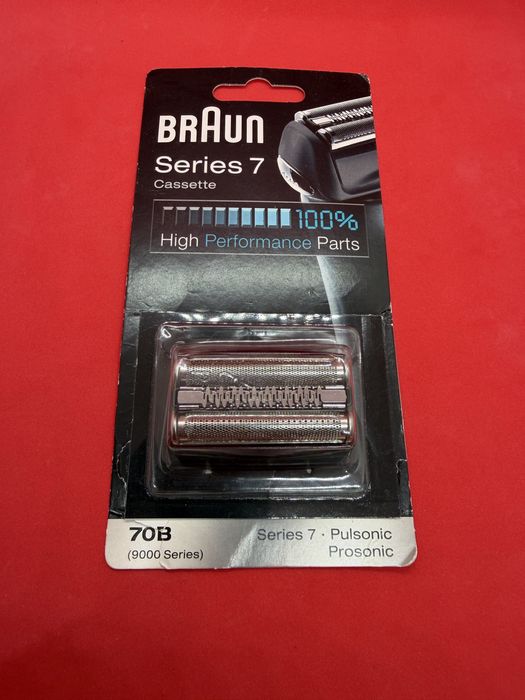 BRAUN
Series 7
Cassette
100%
High Performance Parts
70B
(9000 Series)
Series 7 · Pulsonic
Prosonic